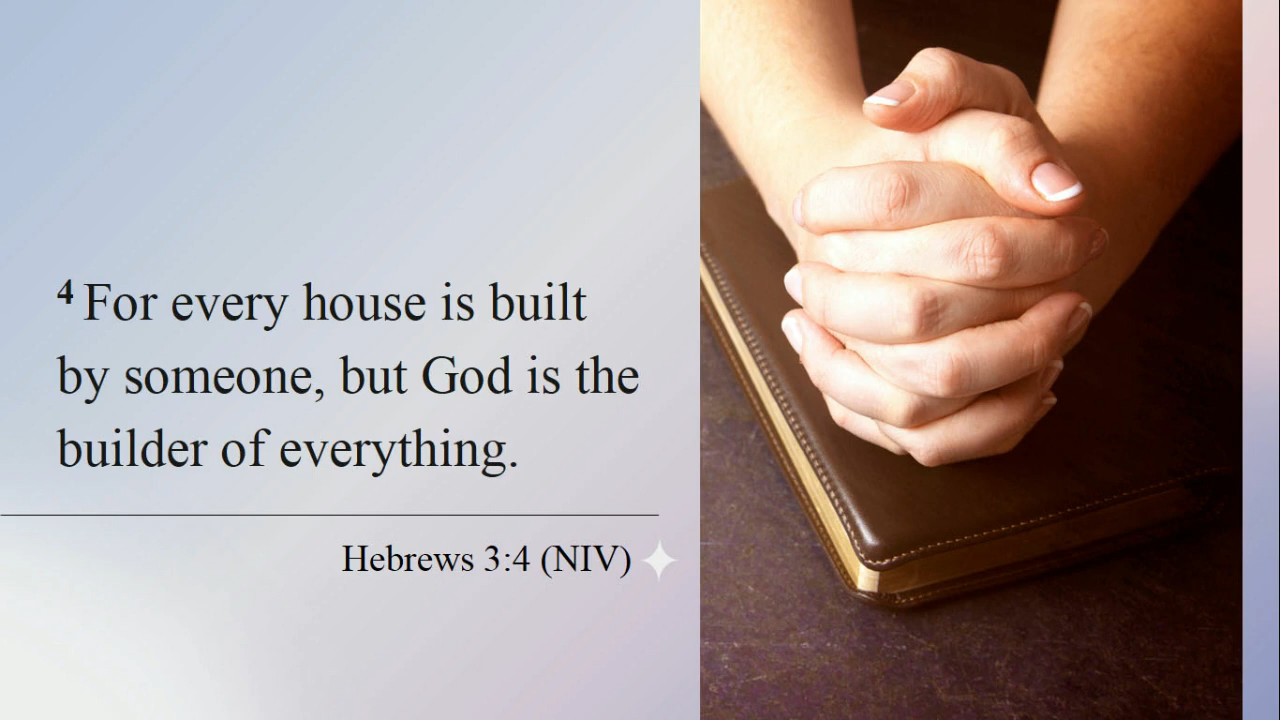 4 For every house is built
by someone, but God is the
builder of everything.
Hebrews 3:4 (NIV)